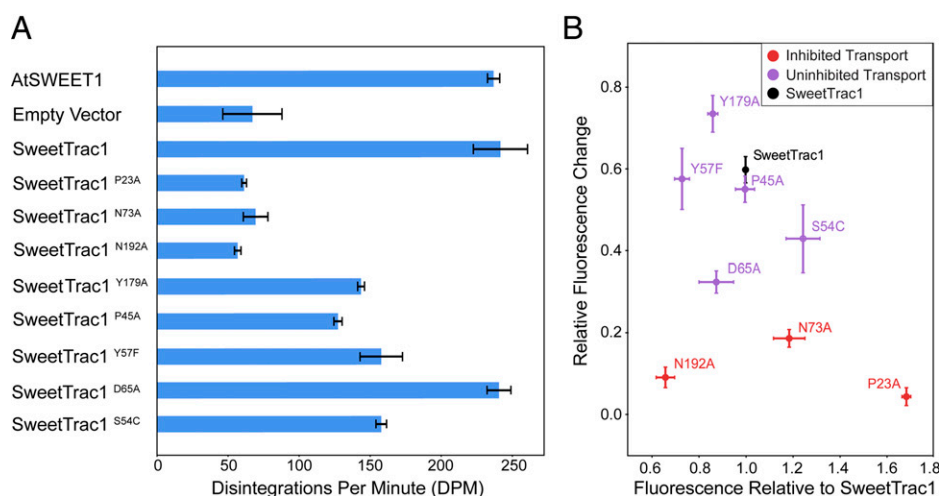 A
AtSWEET1
Empty Vector
SweetTrac1
SweetTrac1 P23A
SweetTrac1 N73A
SweetTrac1 N192A
SweetTrac1 Y179A
SweetTrac1 P45A
SweetTrac1 Y57F
SweetTrac1 D65A
SweetTrac1 S54C
0 50 100 150 200 250
Disintegrations Per Minute (DPM)
B
Inhibited Transport
Uninhibited Transport
SweetTrac1
Relative Fluorescence Change
0.8
0.6
0.4
0.2
0.0
Y179A
SweetTrac1
Y57F
P45A
S54C
D65A
N73A
N192A
P23A
0.6 0.8 1.0 1.2 1.4 1.6 1.8
Fluorescence Relative to SweetTrac1